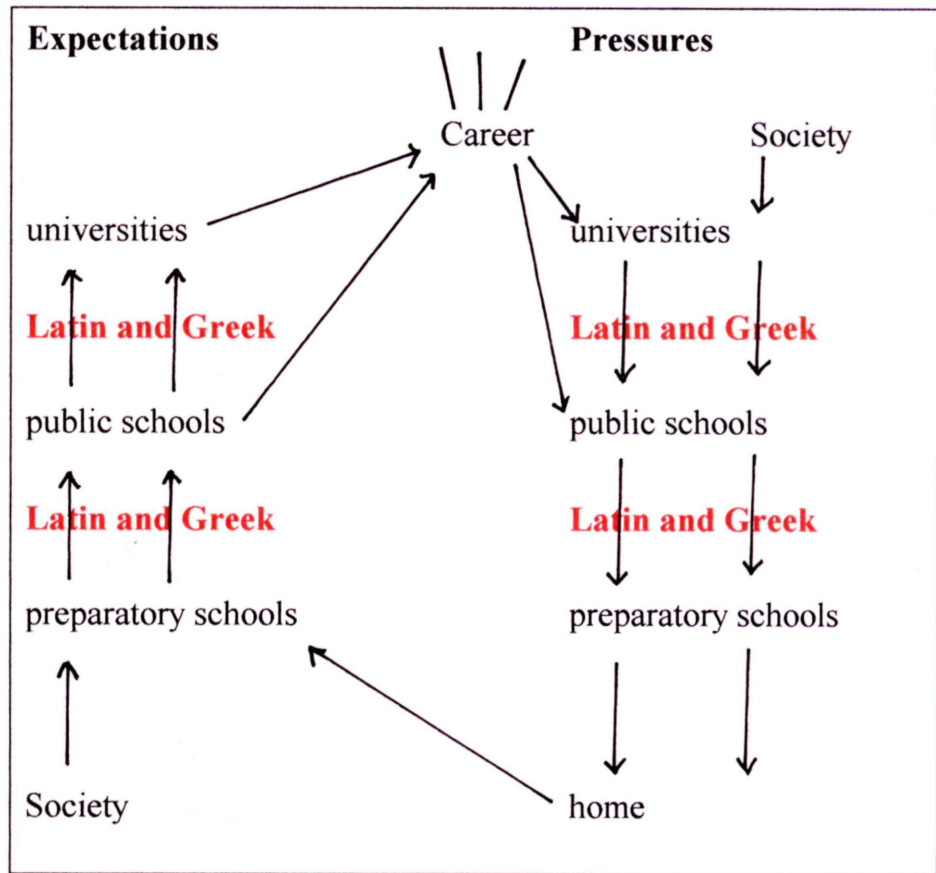 Expectations
Pressures
Career
Society
universities
universities
Latin and Greek
Latin and Greek
public schools
public schools
Latin and Greek
Latin and Greek
preparatory schools
preparatory schools
Society
home